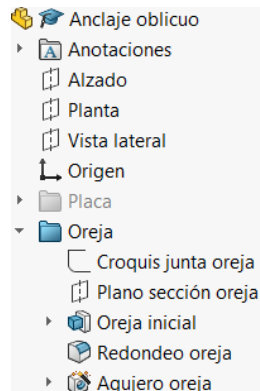 Anclaje oblicuo
A Anotaciones
Alzado
Planta
Vista lateral
Origen
Placa
Oreja
Croquis junta oreja
Plano sección oreja
Oreja inicial
Redondeo oreja
Agujero oreja